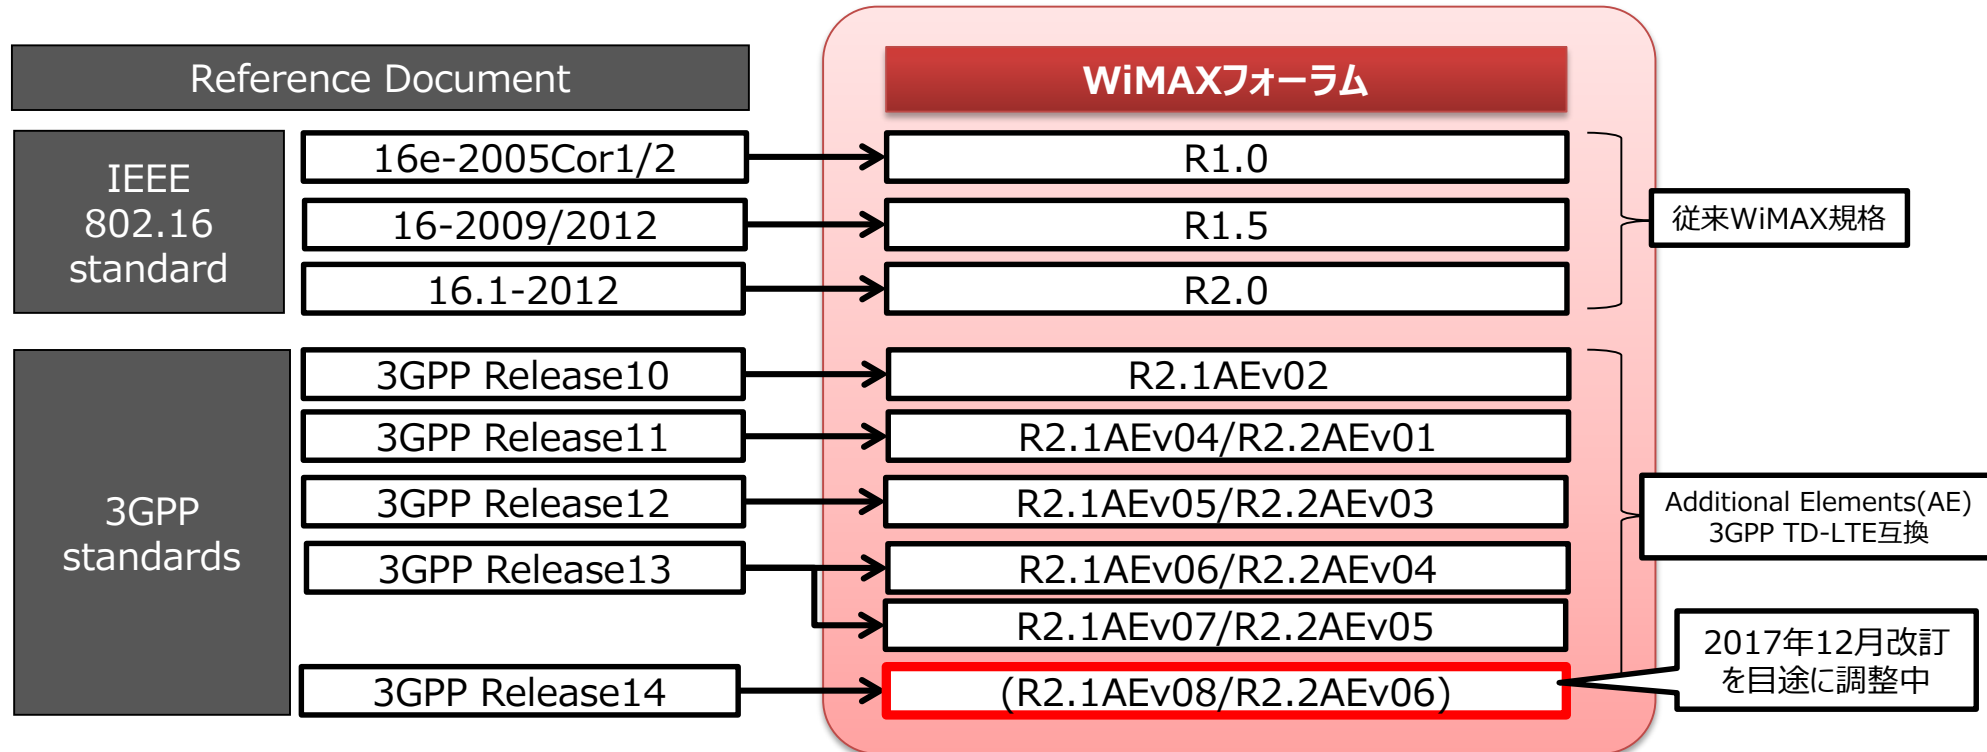 Reference Document
WiMAXフォーラム
IEEE
802.16
standard
16e-2005Cor1/2
R1.0
16-2009/2012
R1.5
16.1-2012
R2.0
従来WiMAX規格
3GPP
standards
3GPP Release10
R2.1AEv02
3GPP Release11
R2.1AEv04/R2.2AEv01
3GPP Release12
R2.1AEv05/R2.2AEv03
3GPP Release13
R2.1AEv06/R2.2AEv04
R2.1AEv07/R2.2AEv05
3GPP Release14
(R2.1AEv08/R2.2AEv06)
Additional Elements(AE)
3GPP TD-LTE互換
2017年12月改訂
を目途に調整中